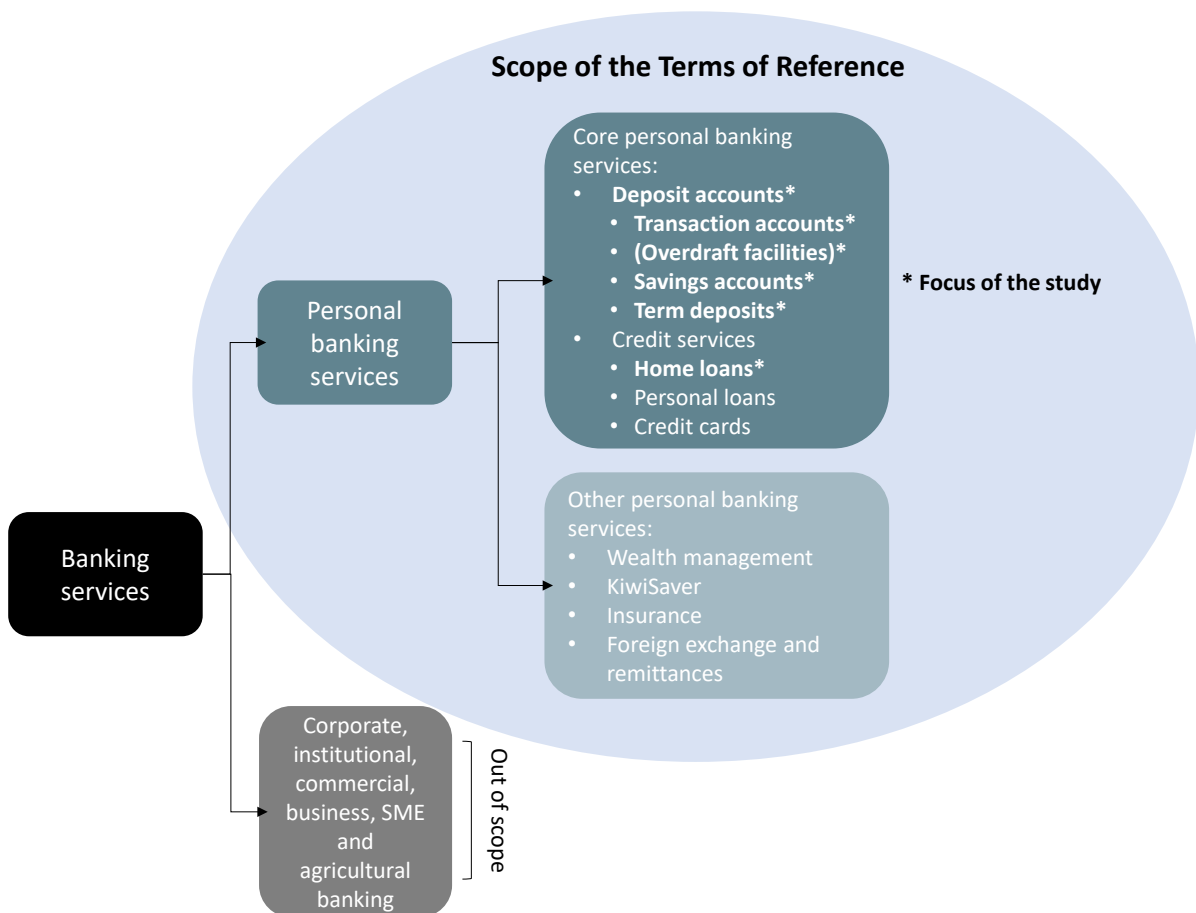 Scope of the Terms of Reference
Core personal banking
services:
• Deposit accounts*
• Transaction accounts*
• (Overdraft facilities)*
• Savings accounts*
• Term deposits*
• Credit services
• Home loans*
• Personal loans
• Credit cards
* Focus of the study
Personal
banking
services
Other personal banking
services:
• Wealth management
• KiwiSaver
• Insurance
• Foreign exchange and
remittances
Banking
services
Corporate,
institutional,
commercial,
business, SME
and
agricultural
banking
Out of scope